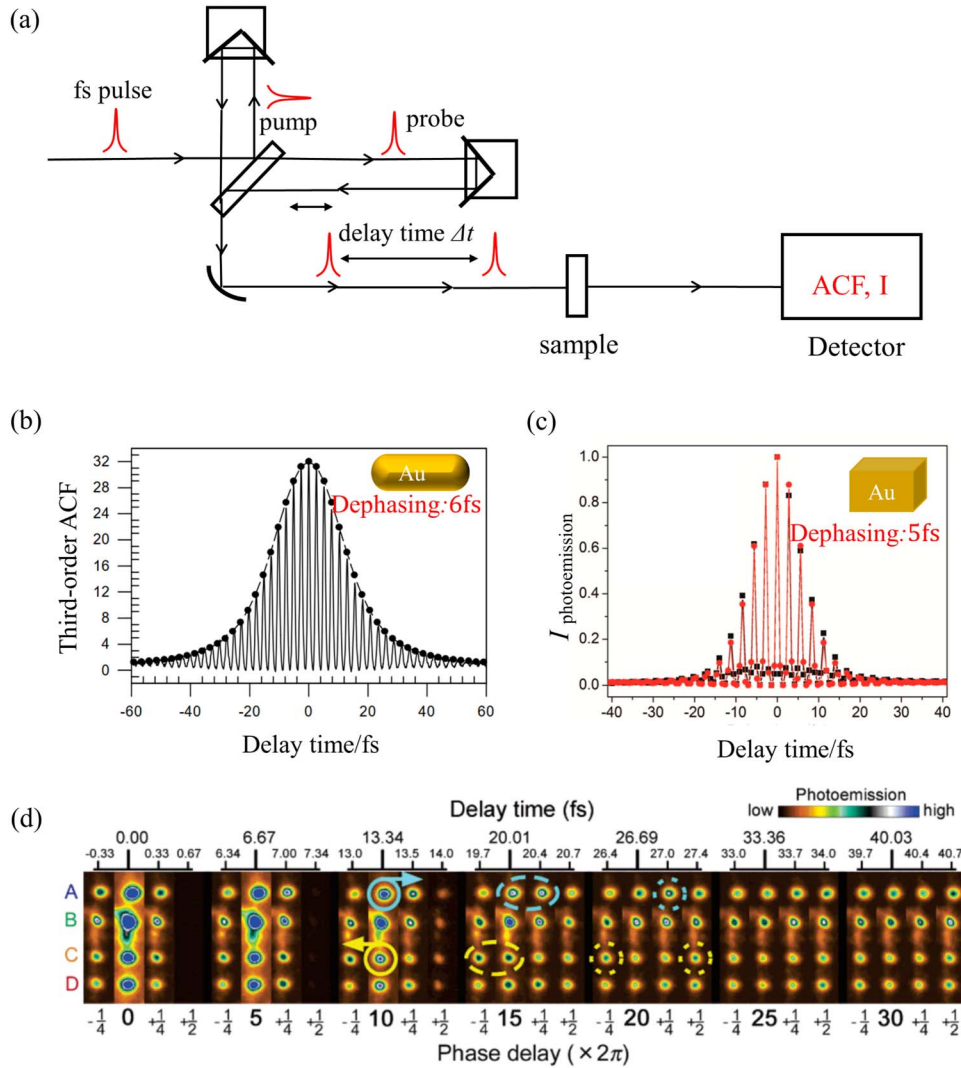 (a)
fs pulse
pump
probe
delay time Δt
ACF, I
sample
Detector
(b)
Third-order ACF
32
28
24
20
16
12
8
4
0
Au
Dephasing:6fs
-60 -40 -20 0 20 40 60
Delay time/fs
(c)
I photoemission
1.0
0.8
0.6
0.4
0.2
0.0
Au
Dephasing:5fs
-40 -30 -20 -10 0 10 20 30 40
Delay time/fs
(d)
Photoemission
low high
Delay time (fs)
0.00 6.67 13.34 20.01 26.69 33.36 40.03
-0.33 0.33 0.67 6.34 7.00 7.34 13.0 13.5 14.0 19.7 20.4 20.7 26.4 27.0 27.4 33.0 33.6 34.0 39.7 40.4 40.7
A
B
C
D
-1/4 0 +1/4 +1/2 -1/4 5 +1/4 +1/2 -1/4 10 +1/4 +1/2 -1/4 15 +1/4 +1/2 -1/4 20 +1/4 +1/2 -1/4 25 +1/4 +1/2 -1/4 30 +1/4 +1/2
Phase delay (×2π)